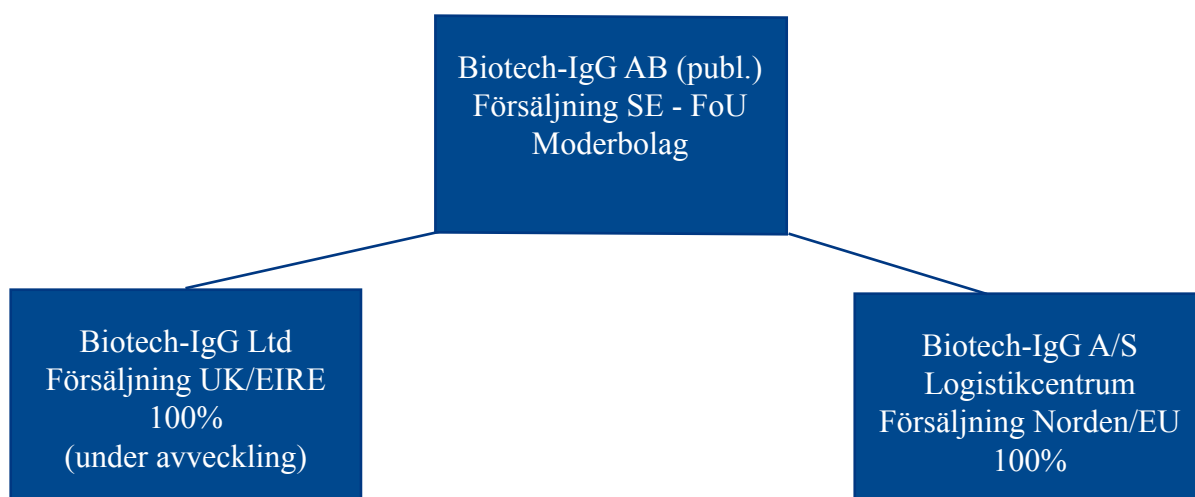 Biotech-IgG AB (publ.)
Försäljning SE - FoU
Moderbolag
Biotech-IgG Ltd
Försäljning UK/EIRE
100%
(under avveckling)
Biotech-IgG A/S
Logistikcentrum
Försäljning Norden/EU
100%